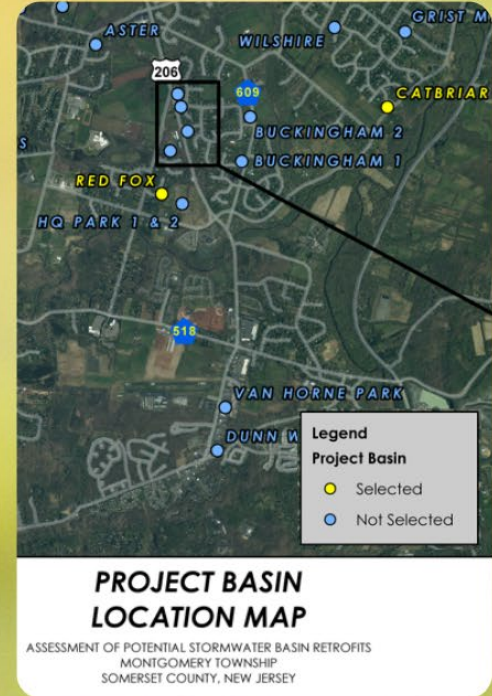 ASTER
WILSHIRE
GRIST M
206
609
CATBRIAR
S
BUCKINGHAM 2
BUCKINGHAM 1
RED FOX
HQ PARK 1 & 2
518
VAN HORNE PARK
DUNN W
Legend
Project Basin
Selected
Not Selected
PROJECT BASIN
LOCATION MAP
ASSESSMENT OF POTENTIAL STORMWATER BASIN RETROFITS
MONTGOMERY TOWNSHIP
SOMERSET COUNTY, NEW JERSEY